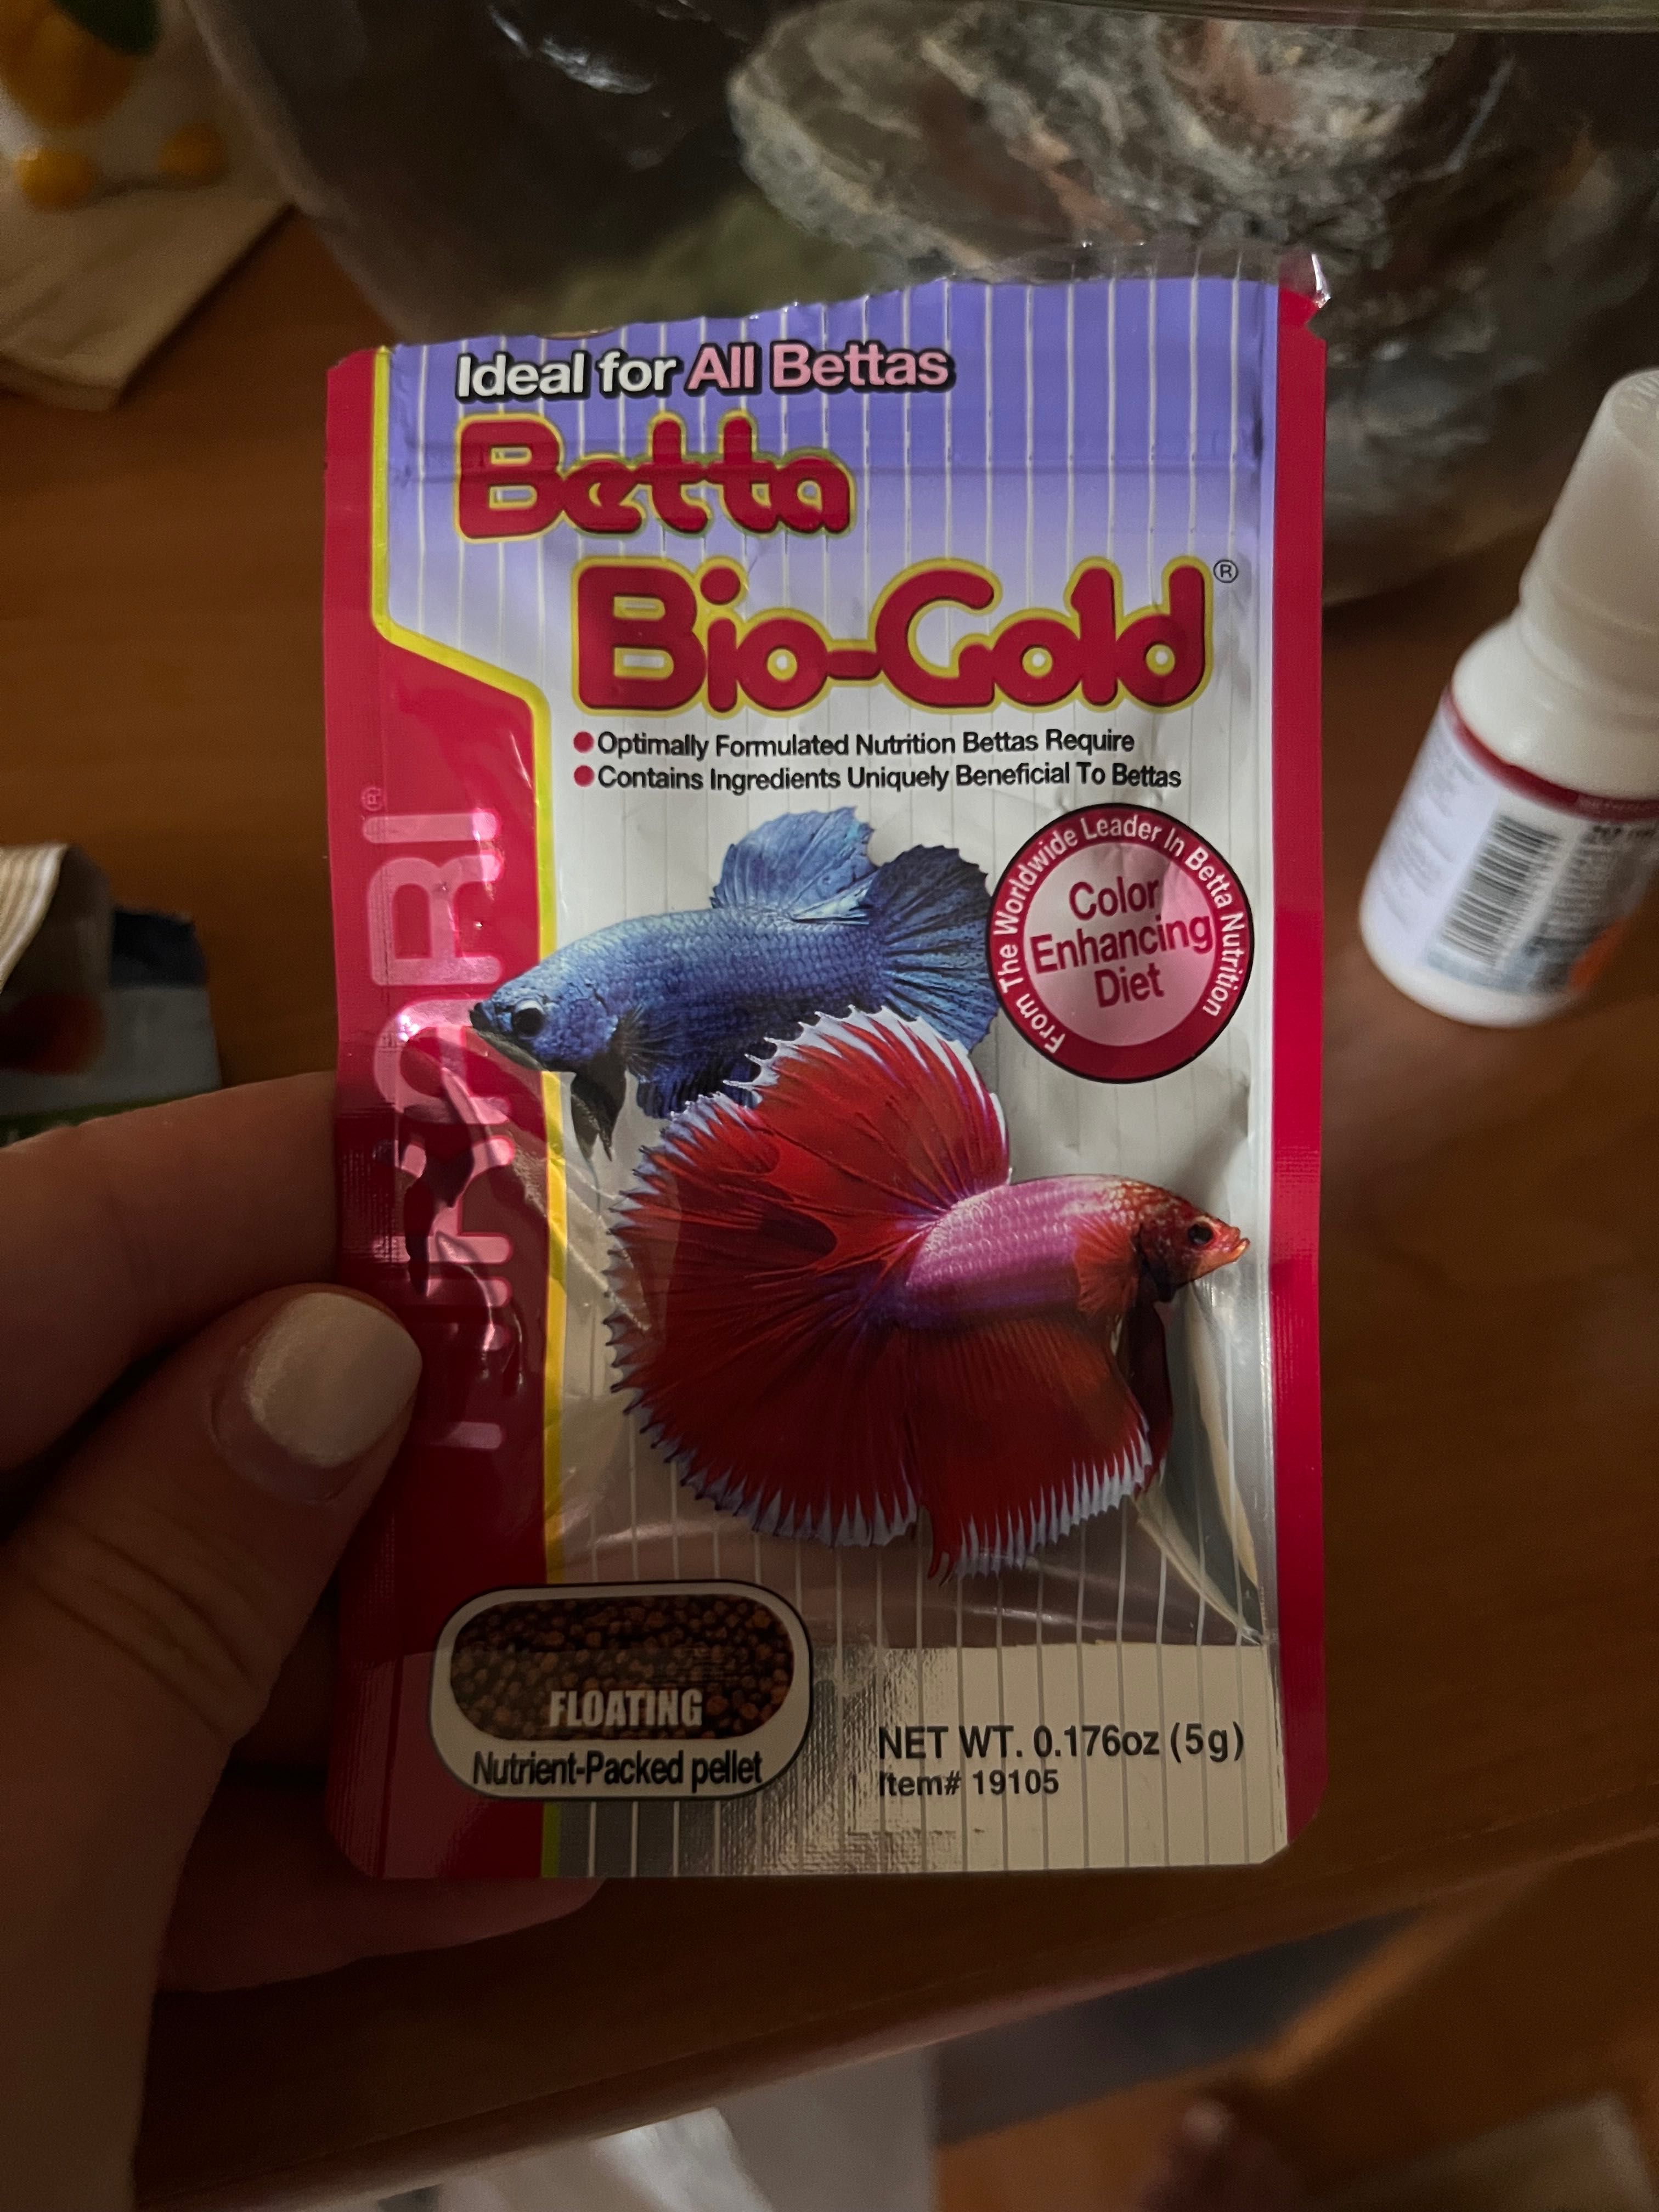 Ideal for All Bettas
Betta
Bio-Gold®
●Optimally Formulated Nutrition Bettas Require
●Contains Ingredients Uniquely Beneficial To Bettas
HIKARI®
From The Worldwide Leader In Betta Nutrition
Color
Enhancing
Diet
FLOATING
Nutrient-Packed pellet
NET WT. 0.176oz (5g)
Item# 19105